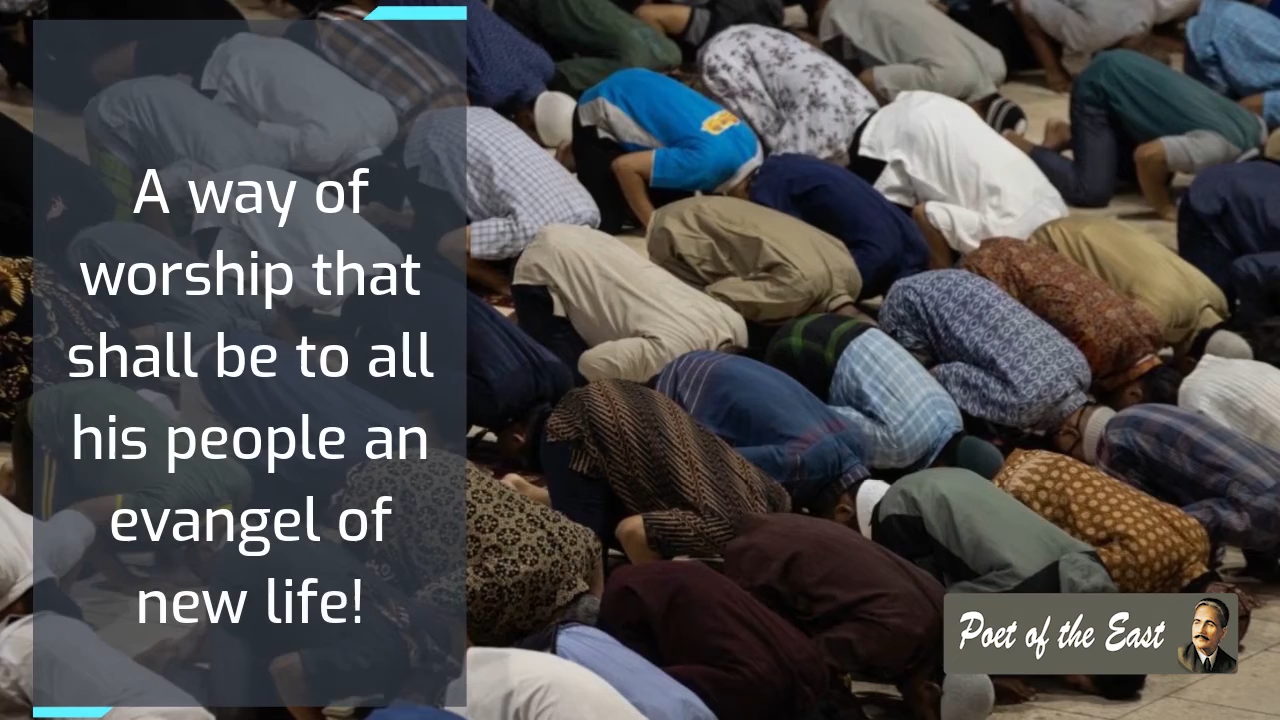 A way of
worship that
shall be to all
his people an
evangel of
new life!
Poet of the East